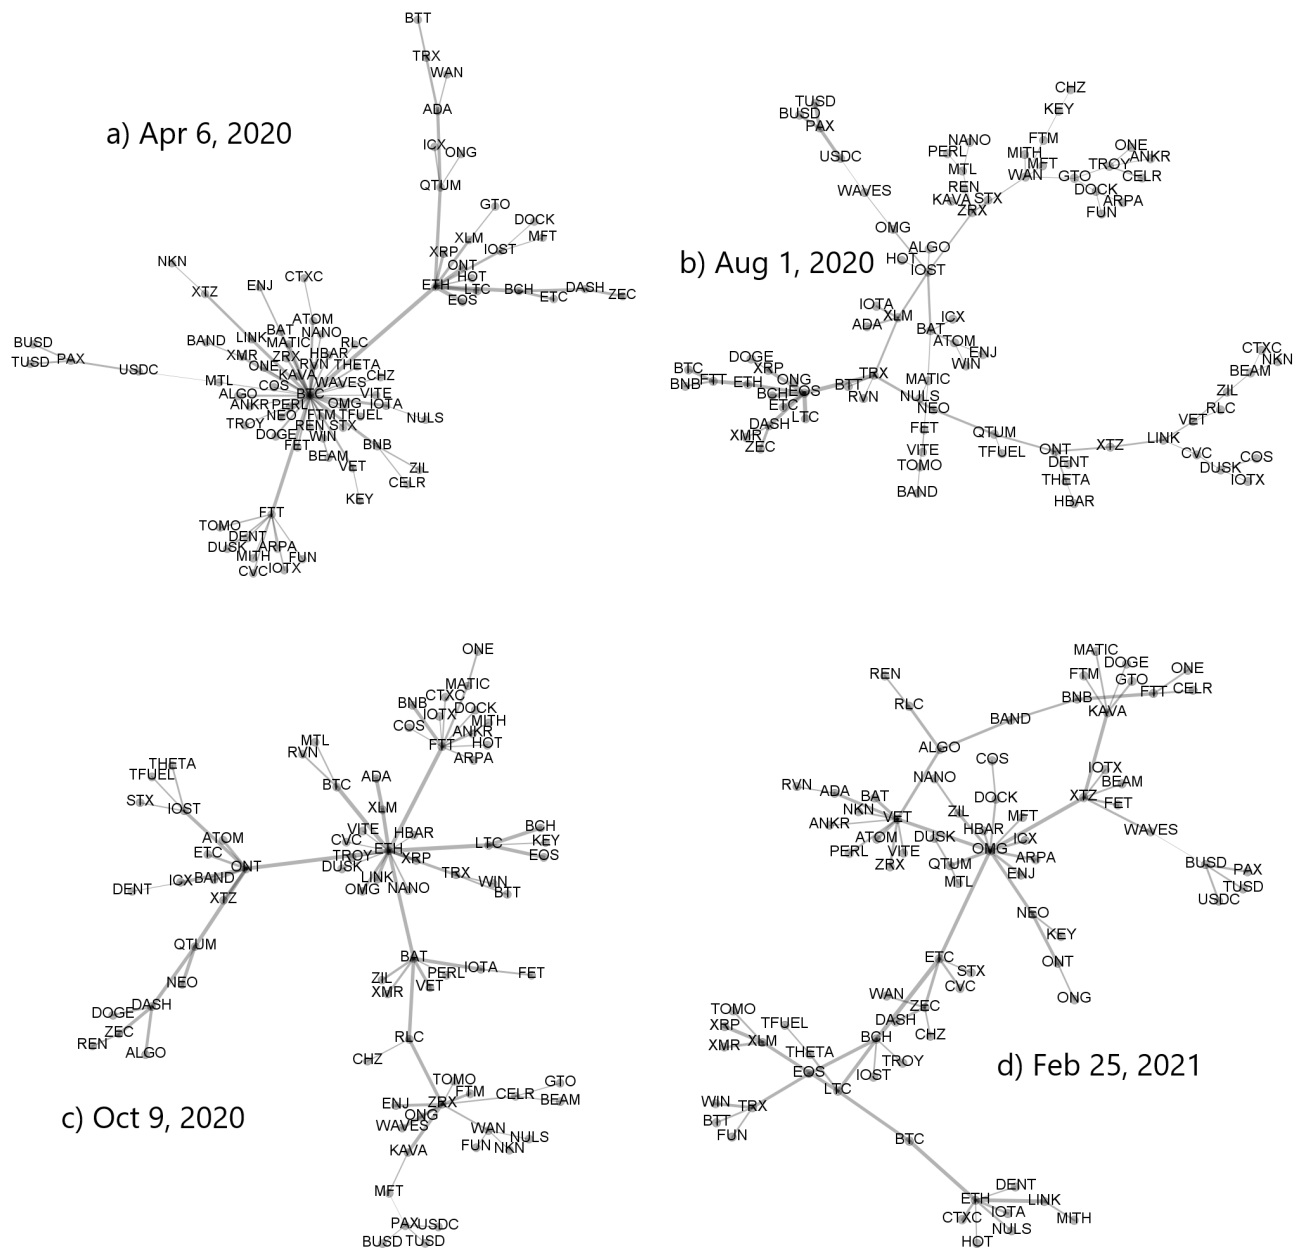 a) Apr 6, 2020
BTT
TRX
WAN
ADA
ICX
ONG
QTUM
GTO
DOCK
XLM
MFT
XRP
IOST
ONT
HOT
ETH
LTC
BCH
DASH
EOS
ETC
ZEC
NKN
XTZ
ENJ
CTXC
ATOM
BAT
NANO
BAND
LINK
MATIC
RLC
XMR
ZRX
HBAR
ONE
RVN
THETA
KAVA
CHZ
BUSD
TUSD
PAX
USDC
MTL
COS
WAVES
ALGO
BTC
VITE
ANKR
PERL
OMG
IOTA
NEO
FTM
TFUEL
NULS
TROY
REN
STX
DOGE
WIN
FET
BNB
BEAM
VET
ZIL
CELR
KEY
FTT
TOMO
DENT
DUSK
ARPA
MITH
FUN
CVC
IOTX
b) Aug 1, 2020
TUSD
BUSD
PAX
USDC
WAVES
OMG
CHZ
KEY
FTM
NANO
PERL
MITH
MFT
ONE
ANKR
TROY
MTL
WAN
GTO
CELR
REN
DOCK
KAVA
STX
ARPA
ZRX
FUN
ALGO
HOT
IOST
IOTA
XLM
ADA
ICX
BAT
ATOM
ENJ
WIN
DOGE
XRP
BTC
FTT
ETH
BNB
ONG
BCH
EOS
BTT
TRX
RVN
ETC
LTC
DASH
XMR
ZEC
MATIC
NULS
NEO
FET
VITE
TOMO
BAND
QTUM
TFUEL
ONT
DENT
THETA
HBAR
XTZ
LINK
CVC
DUSK
COS
IOTX
VET
RLC
ZIL
BEAM
CTXC
NKN
c) Oct 9, 2020
ONE
MATIC
CTXC
BNB
IOTX
DOCK
MITH
COS
ANKR
FTT
HOT
ARPA
MTL
RVN
BTC
ADA
XLM
THETA
TFUEL
STX
IOST
ATOM
ETC
ONT
ICX
BAND
DENT
XTZ
VITE
HBAR
CVC
ETH
TROY
XRP
DUSK
LINK
OMG
NANO
LTC
BCH
KEY
EOS
TRX
WIN
BTT
QTUM
NEO
DASH
DOGE
ZEC
REN
ALGO
BAT
ZIL
PERL
IOTA
FET
XMR
VET
RLC
CHZ
TOMO
FTM
CELR
GTO
BEAM
ENJ
ZRX
ONG
WAVES
WAN
NULS
FUN
NKN
KAVA
MFT
PAX
USDC
BUSD
TUSD
d) Feb 25, 2021
MATIC
DOGE
REN
FTM
GTO
ONE
RLC
BNB
FTT
CELR
BAND
KAVA
ALGO
COS
NANO
RVN
ADA
BAT
NKN
DOCK
IOTX
XTZ
BEAM
FET
ZIL
MFT
ANKR
VET
HBAR
WAVES
ATOM
DUSK
ICX
PERL
VITE
OMG
ZRX
QTUM
ARPA
MTL
ENJ
BUSD
PAX
TUSD
USDC
NEO
KEY
ONT
ONG
ETC
STX
CVC
WAN
ZEC
DASH
CHZ
TOMO
XRP
TFUEL
XMR
XLM
THETA
BCH
EOS
TROY
IOST
LTC
WIN
TRX
BTT
FUN
BTC
ETH
DENT
LINK
CTXC
IOTA
MITH
NULS
HOT